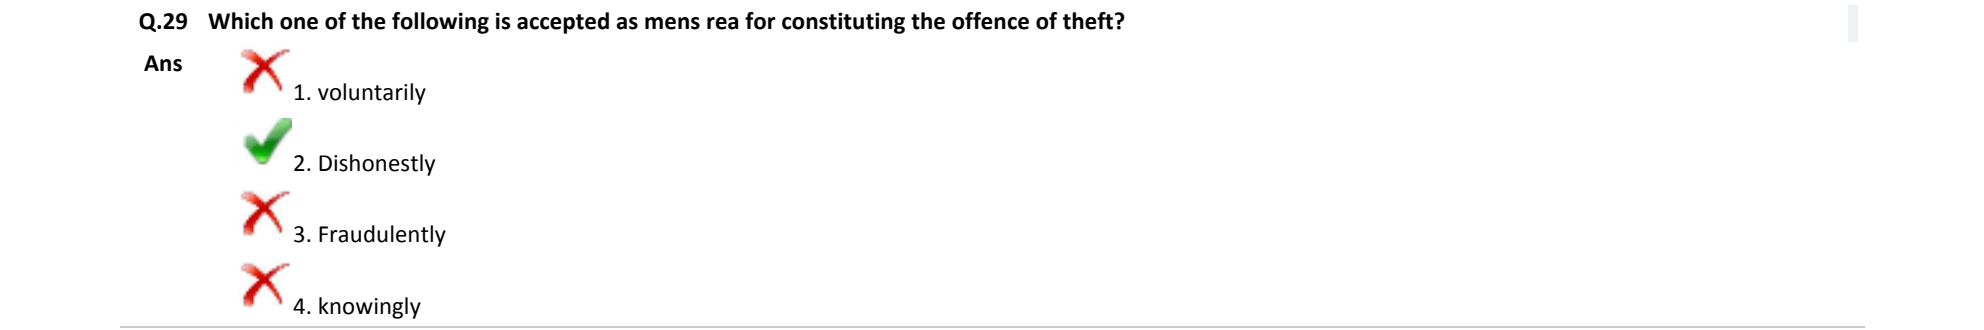 Q.29 Which one of the following is accepted as mens rea for constituting the offence of theft?
Ans
1. voluntarily
2. Dishonestly
3. Fraudulently
4. knowingly